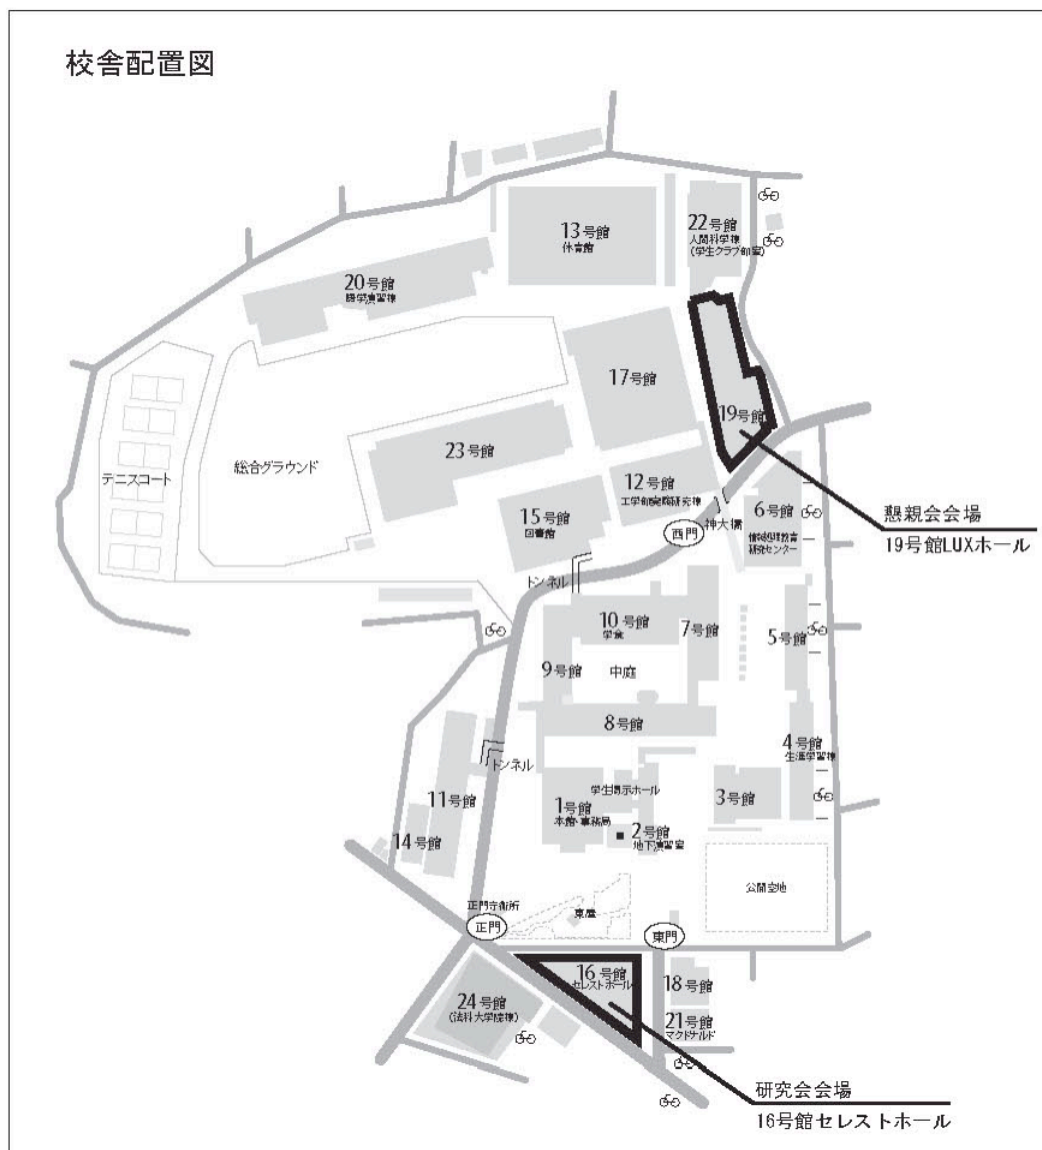 校舎配置図
13号館
体育館
22号館
人間科学棟
(学生クラブ部室)
20号館
語学演習棟
17号館
19号館
23号館
総合グラウンド
テニスコート
12号館
工学部実験研究棟
15号館
図書館
西門
神大橋
6号館
情報処理教育
研究センター
懇親会会場
19号館LUXホール
トンネル
10号館
学食
7号館
5号館
9号館
中庭
8号館
4号館
生涯学習棟
トンネル
11号館
学生掲示ホール
3号館
1号館
本館・事務局
2号館
地下演習室
14号館
公開空地
正門守衛所
正門
東門
16号館
セレストホール
18号館
24号館
(法科大学院棟)
21号館
マクドナルド
研究会会場
16号館セレストホール